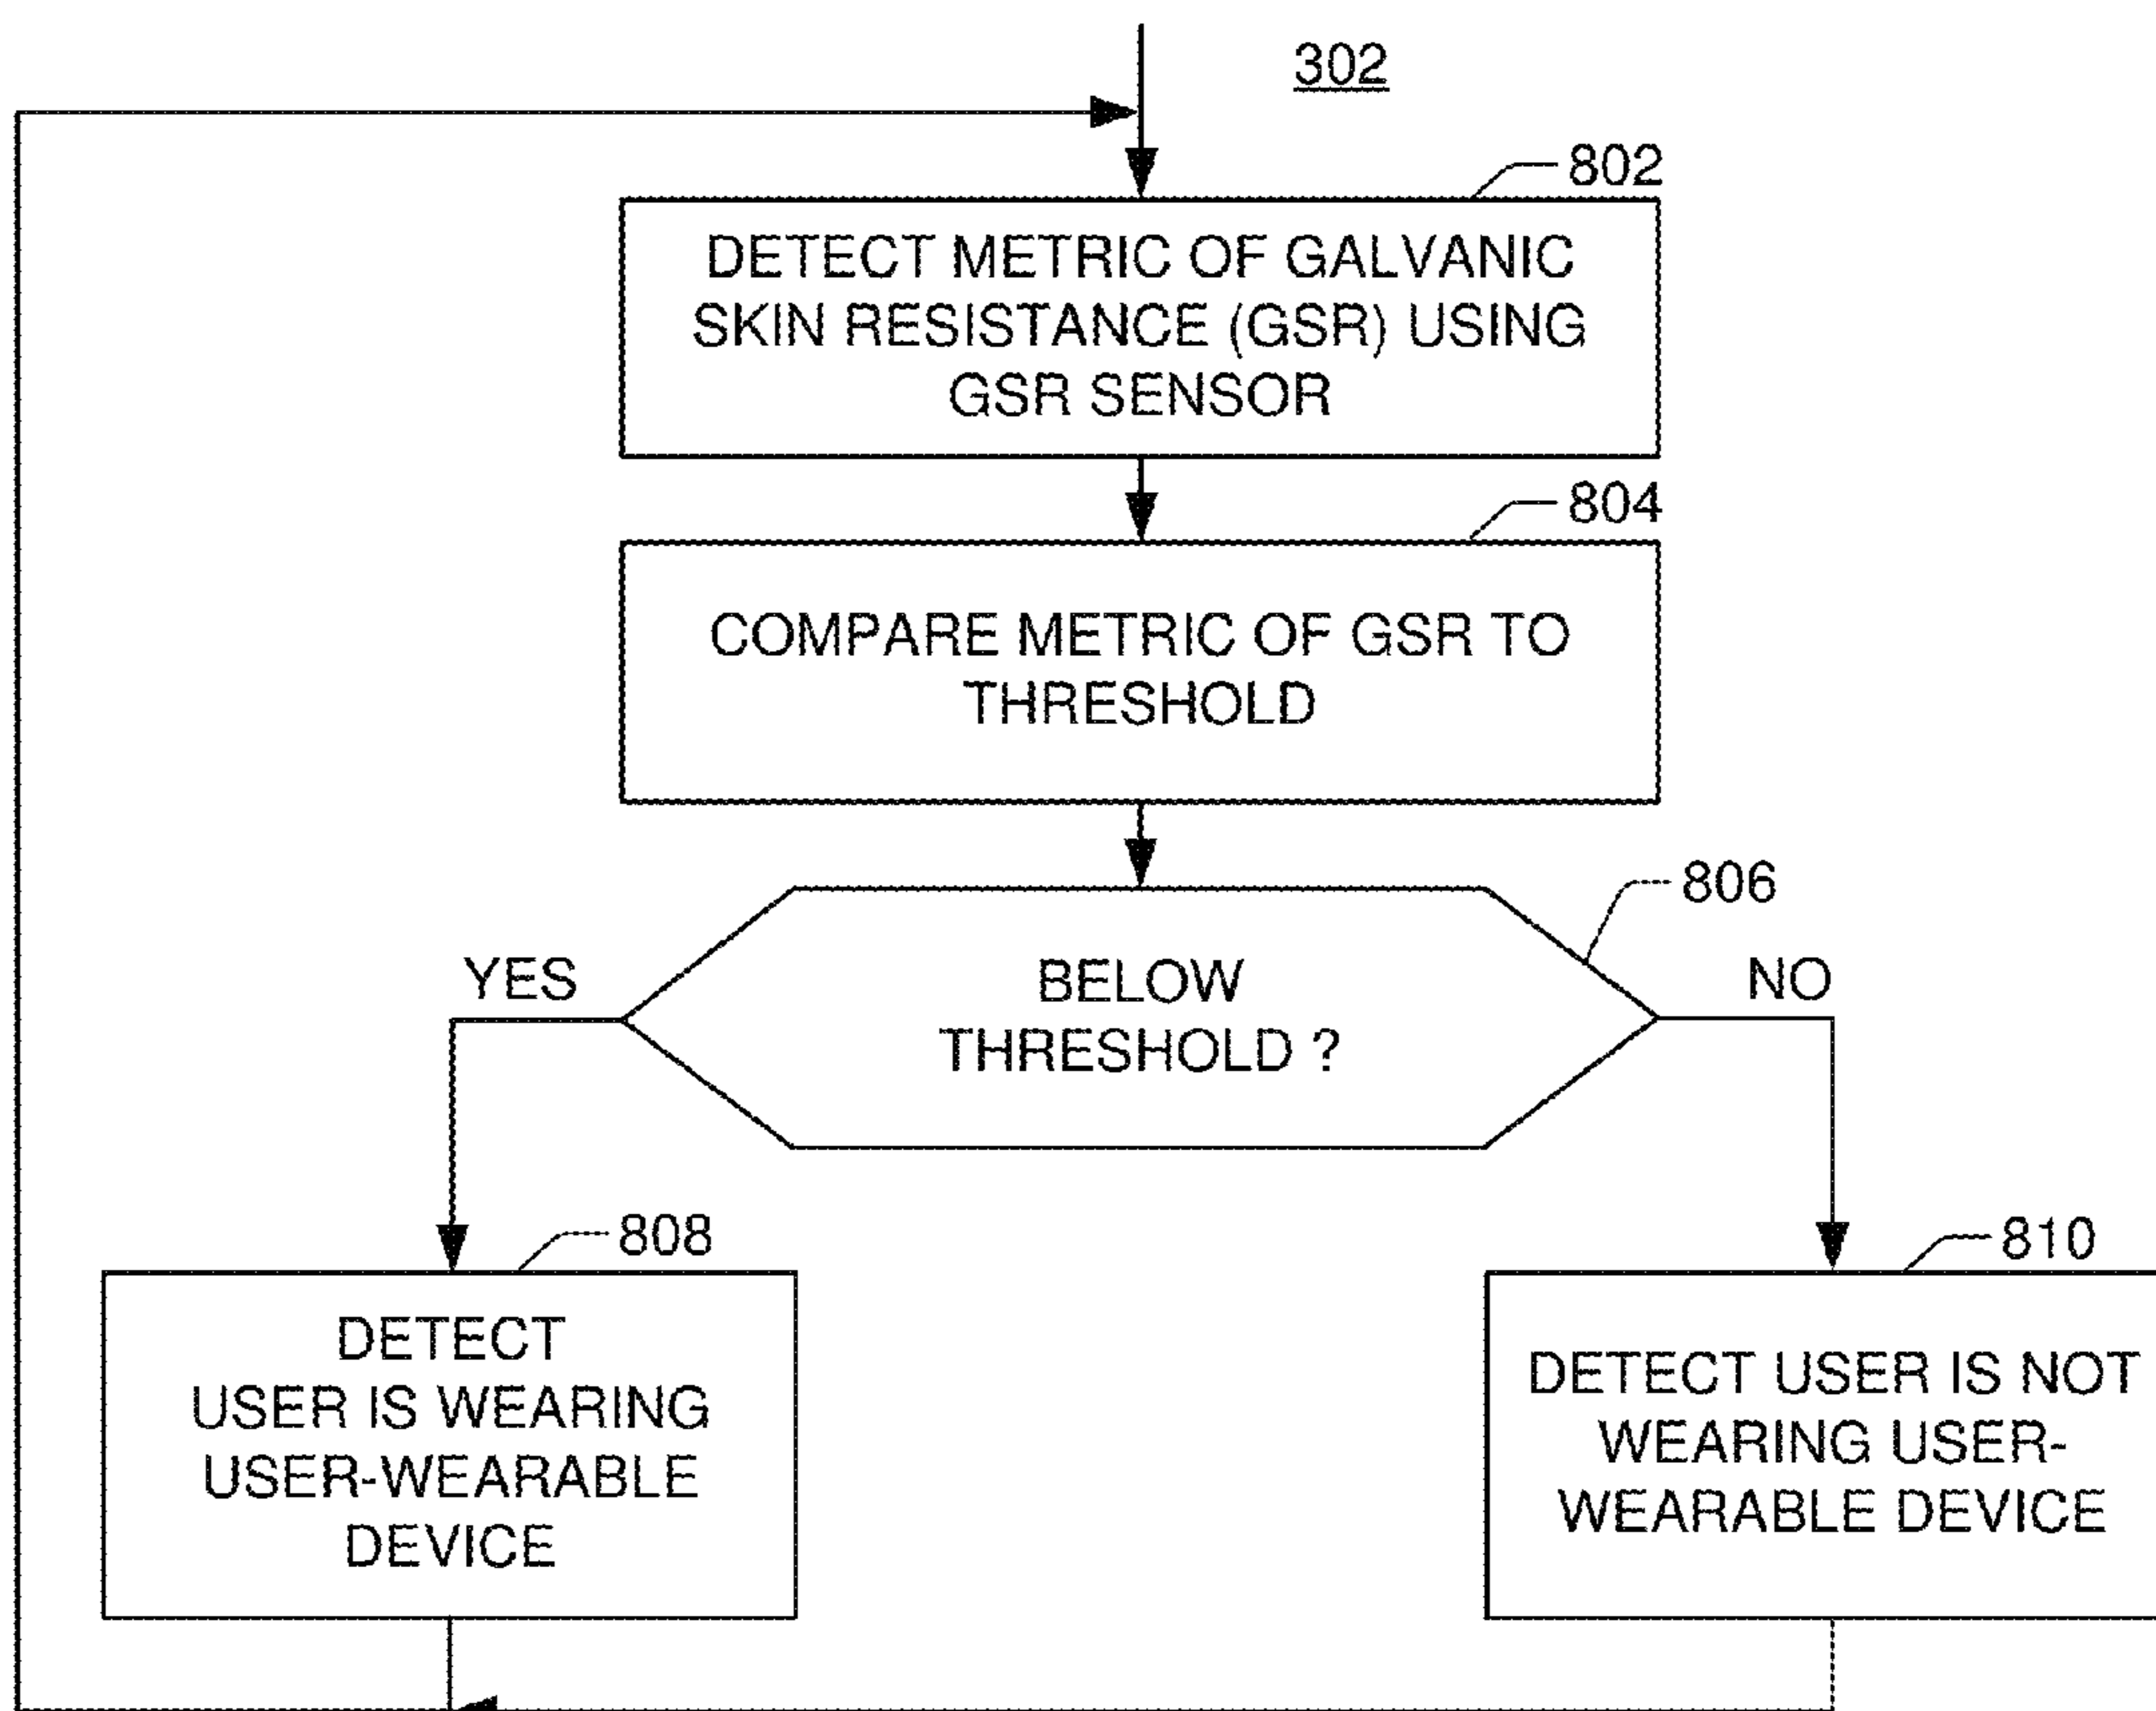 302
802
DETECT METRIC OF GALVANIC
SKIN RESISTANCE (GSR) USING
GSR SENSOR
804
COMPARE METRIC OF GSR TO
THRESHOLD
806
YES
BELOW
THRESHOLD ?
NO
808
DETECT
USER IS WEARING
USER-WEARABLE
DEVICE
810
DETECT USER IS NOT
WEARING USER-
WEARABLE DEVICE